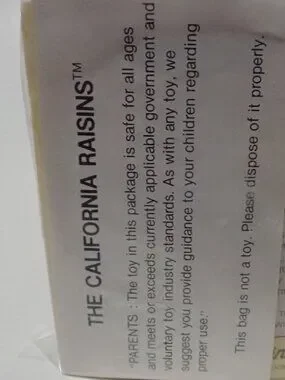 THE CALIFORNIA RAISINS™
"PARENTS : The toy in this package is safe for all ages
and meets or exceeds currently applicable government and
voluntary toy industry standards. As with any toy, we
suggest you provide guidance to your children regarding
proper use."
This bag is not a toy. Please dispose of it properly.